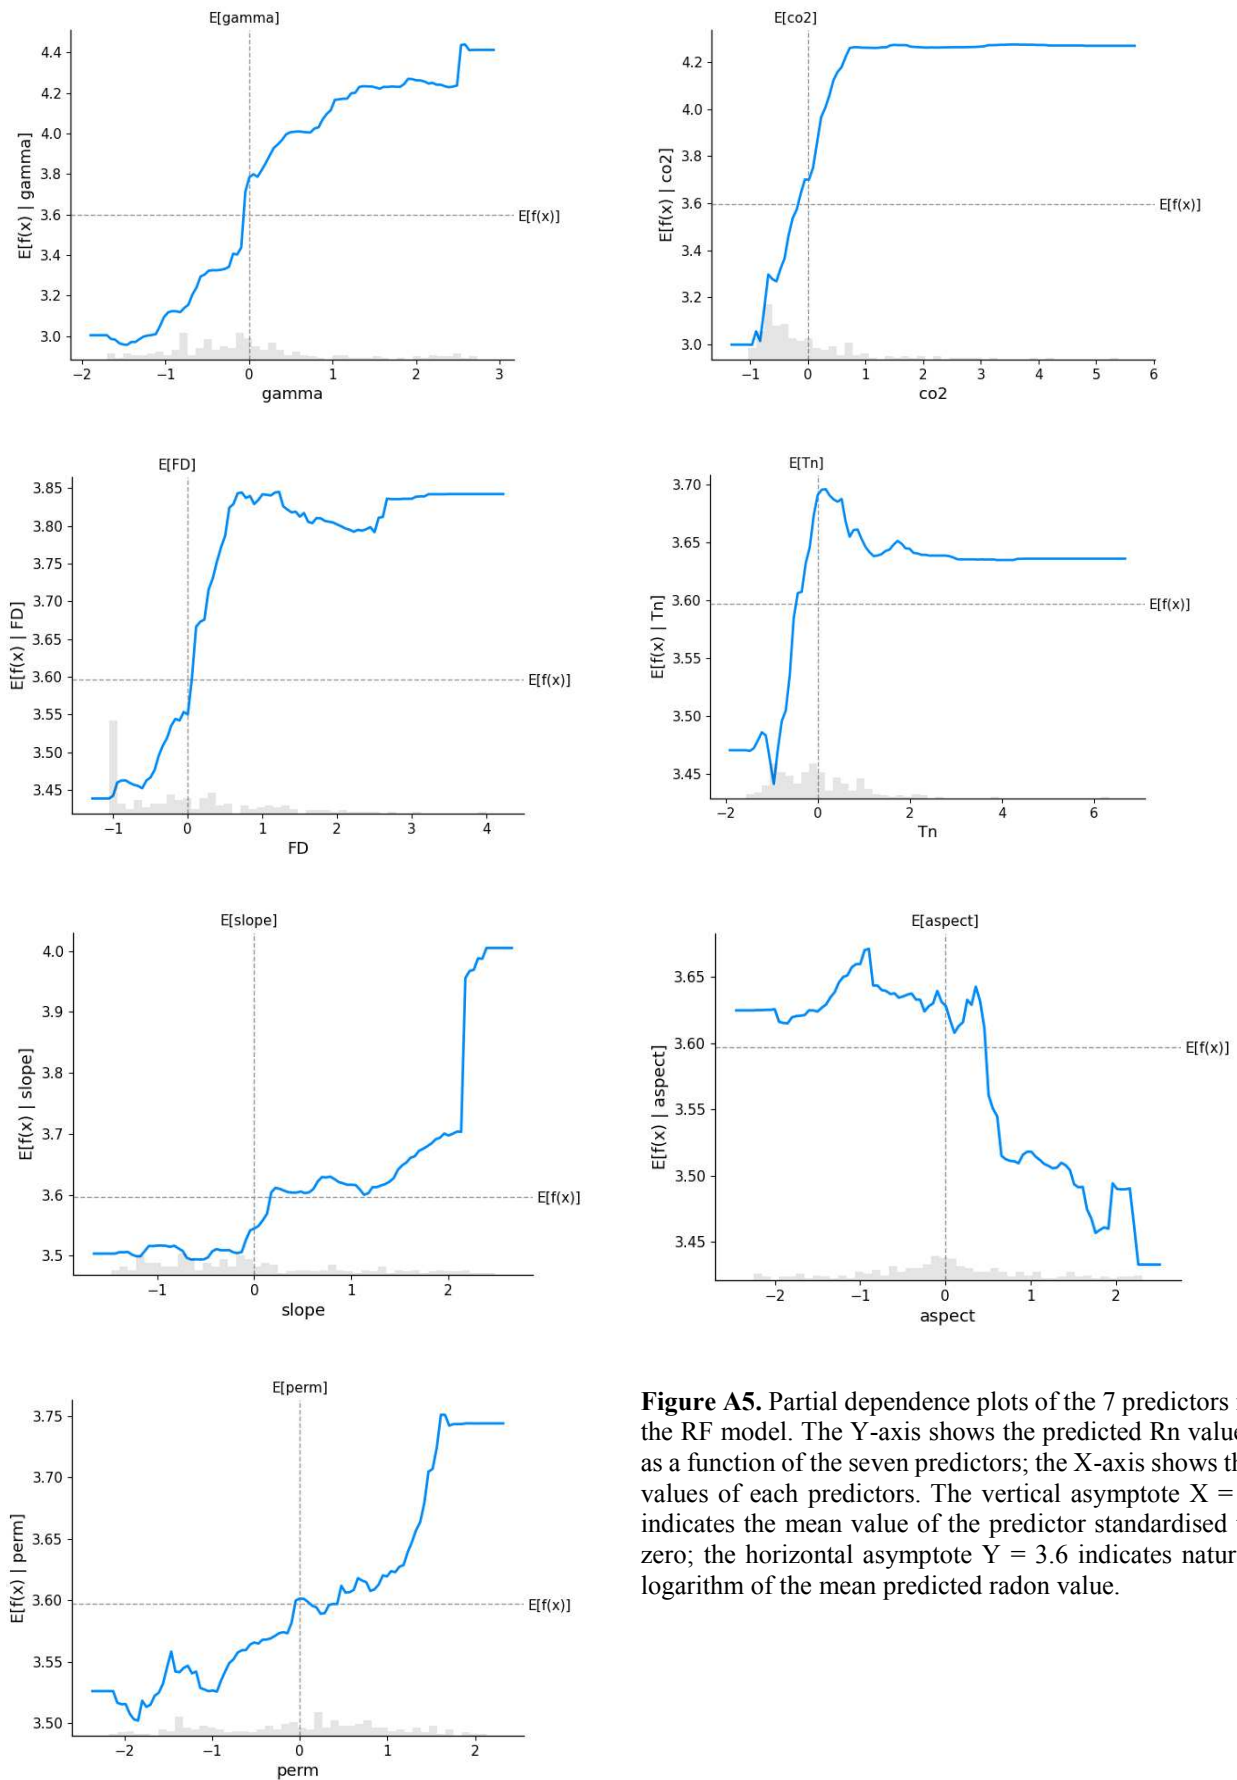 E[gamma]
4.4
4.2
4.0
3.8
3.6
3.4
3.2
3.0
E[f(x) | gamma]
E[f(x)]
−2 −1 0 1 2 3
gamma
E[co2]
4.2
4.0
3.8
3.6
3.4
3.2
3.0
E[f(x) | co2]
E[f(x)]
−1 0 1 2 3 4 5 6
co2
E[FD]
3.85
3.80
3.75
3.70
3.65
3.60
3.55
3.50
3.45
E[f(x) | FD]
E[f(x)]
−1 0 1 2 3 4
FD
E[Tn]
3.70
3.65
3.60
3.55
3.50
3.45
E[f(x) | Tn]
E[f(x)]
−2 0 2 4 6
Tn
E[slope]
4.0
3.9
3.8
3.7
3.6
3.5
E[f(x) | slope]
E[f(x)]
−1 0 1 2
slope
E[aspect]
3.65
3.60
3.55
3.50
3.45
E[f(x) | aspect]
E[f(x)]
−2 −1 0 1 2
aspect
E[perm]
3.75
3.70
3.65
3.60
3.55
3.50
E[f(x) | perm]
E[f(x)]
−2 −1 0 1 2
perm
Figure A5. Partial dependence plots of the 7 predictors
the RF model. The Y-axis shows the predicted Rn value
as a function of the seven predictors; the X-axis shows th
values of each predictors. The vertical asymptote X =
indicates the mean value of the predictor standardised
zero; the horizontal asymptote Y = 3.6 indicates natur
logarithm of the mean predicted radon value.